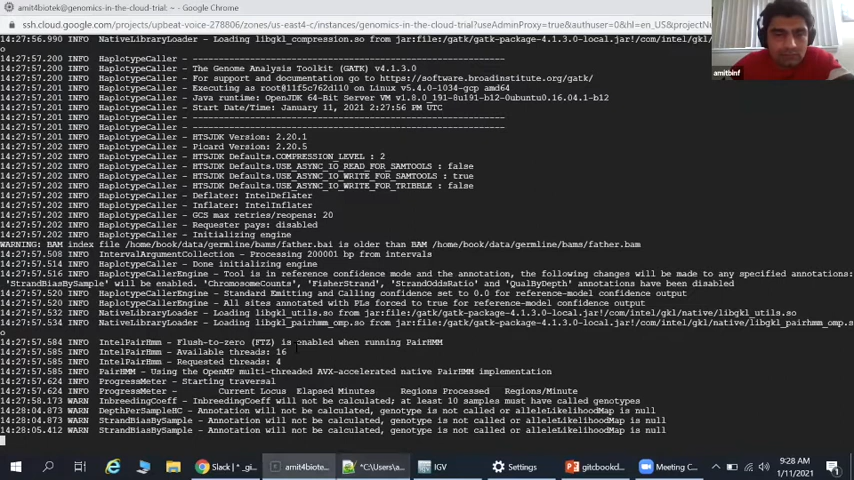 amit4biotek@genomics-in-the-cloud-trial: ~ - Google Chrome
ssh.cloud.google.com/projects/upbeat-voice-278806/zones/us-east4-c/instances/genomics-in-the-cloud-trial?useAdminProxy=true&authuser=0&hl=en_US&projectNu
14:27:56.990 INFO  NativeLibraryLoader - Loading libgkl_compression.so from jar:file:/gatk/gatk-package-4.1.3.0-local.jar!/com/intel/gkl/
o
14:27:57.200 INFO  HaplotypeCaller - ------------------------------------------------------------
14:27:57.200 INFO  HaplotypeCaller - The Genome Analysis Toolkit (GATK) v4.1.3.0
14:27:57.200 INFO  HaplotypeCaller - For support and documentation go to https://software.broadinstitute.org/gatk/
14:27:57.201 INFO  HaplotypeCaller - Executing as root@11f5c762d110 on Linux v5.4.0-1034-gcp amd64
14:27:57.201 INFO  HaplotypeCaller - Java runtime: OpenJDK 64-Bit Server VM v1.8.0_191-8u191-b12-0ubuntu0.16.04.1-b12
14:27:57.201 INFO  HaplotypeCaller - Start Date/Time: January 11, 2021 2:27:56 PM UTC
14:27:57.201 INFO  HaplotypeCaller - ------------------------------------------------------------
14:27:57.201 INFO  HaplotypeCaller - ------------------------------------------------------------
14:27:57.201 INFO  HaplotypeCaller - HTSJDK Version: 2.20.1
14:27:57.202 INFO  HaplotypeCaller - Picard Version: 2.20.5
14:27:57.202 INFO  HaplotypeCaller - HTSJDK Defaults.COMPRESSION_LEVEL : 2
14:27:57.202 INFO  HaplotypeCaller - HTSJDK Defaults.USE_ASYNC_IO_READ_FOR_SAMTOOLS : false
14:27:57.202 INFO  HaplotypeCaller - HTSJDK Defaults.USE_ASYNC_IO_WRITE_FOR_SAMTOOLS : true
14:27:57.202 INFO  HaplotypeCaller - HTSJDK Defaults.USE_ASYNC_IO_WRITE_FOR_TRIBBLE : false
14:27:57.202 INFO  HaplotypeCaller - Deflater: IntelDeflater
14:27:57.202 INFO  HaplotypeCaller - Inflater: IntelInflater
14:27:57.202 INFO  HaplotypeCaller - GCS max retries/reopens: 20
14:27:57.202 INFO  HaplotypeCaller - Requester pays: disabled
14:27:57.202 INFO  HaplotypeCaller - Initializing engine
WARNING: BAM index file /home/book/data/germline/bams/father.bai is older than BAM /home/book/data/germline/bams/father.bam
14:27:57.508 INFO  IntervalArgumentCollection - Processing 200001 bp from intervals
14:27:57.514 INFO  HaplotypeCaller - Done initializing engine
14:27:57.516 INFO  HaplotypeCallerEngine - Tool is in reference confidence mode and the annotation, the following changes will be made to any specified annotations:
'StrandBiasBySample' will be enabled. 'ChromosomeCounts', 'FisherStrand', 'StrandOddsRatio' and 'QualByDepth' annotations have been disabled
14:27:57.520 INFO  HaplotypeCallerEngine - Standard Emitting and Calling confidence set to 0.0 for reference-model confidence output
14:27:57.520 INFO  HaplotypeCallerEngine - All sites annotated with PLs forced to true for reference-model confidence output
14:27:57.532 INFO  NativeLibraryLoader - Loading libgkl_utils.so from jar:file:/gatk/gatk-package-4.1.3.0-local.jar!/com/intel/gkl/native/libgkl_utils.so
14:27:57.534 INFO  NativeLibraryLoader - Loading libgkl_pairhmm_omp.so from jar:file:/gatk/gatk-package-4.1.3.0-local.jar!/com/intel/gkl/native/libgkl_pairhmm_omp.s
o
14:27:57.584 INFO  IntelPairHmm - Flush-to-zero (FTZ) is enabled when running PairHMM
14:27:57.585 INFO  IntelPairHmm - Available threads: 16
14:27:57.585 INFO  IntelPairHmm - Requested threads: 4
14:27:57.585 INFO  PairHMM - Using the OpenMP multi-threaded AVX-accelerated native PairHMM implementation
14:27:57.624 INFO  ProgressMeter - Starting traversal
14:27:57.624 INFO  ProgressMeter -        Current Locus  Elapsed Minutes     Regions Processed   Regions/Minute
14:27:58.173 WARN  InbreedingCoeff - InbreedingCoeff will not be calculated; at least 10 samples must have called genotypes
14:28:04.873 WARN  DepthPerSampleHC - Annotation will not be calculated, genotype is not called or alleleLikelihoodMap is null
14:28:04.873 WARN  StrandBiasBySample - Annotation will not be calculated, genotype is not called or alleleLikelihoodMap is null
14:28:05.412 WARN  StrandBiasBySample - Annotation will not be calculated, genotype is not called or alleleLikelihoodMap is null
amitbinf
Slack | * _gi...
amit4biote...
*C:\Users\a...
IGV
Settings
gitcbookd...
Meeting C...
9:28 AM
1/11/2021